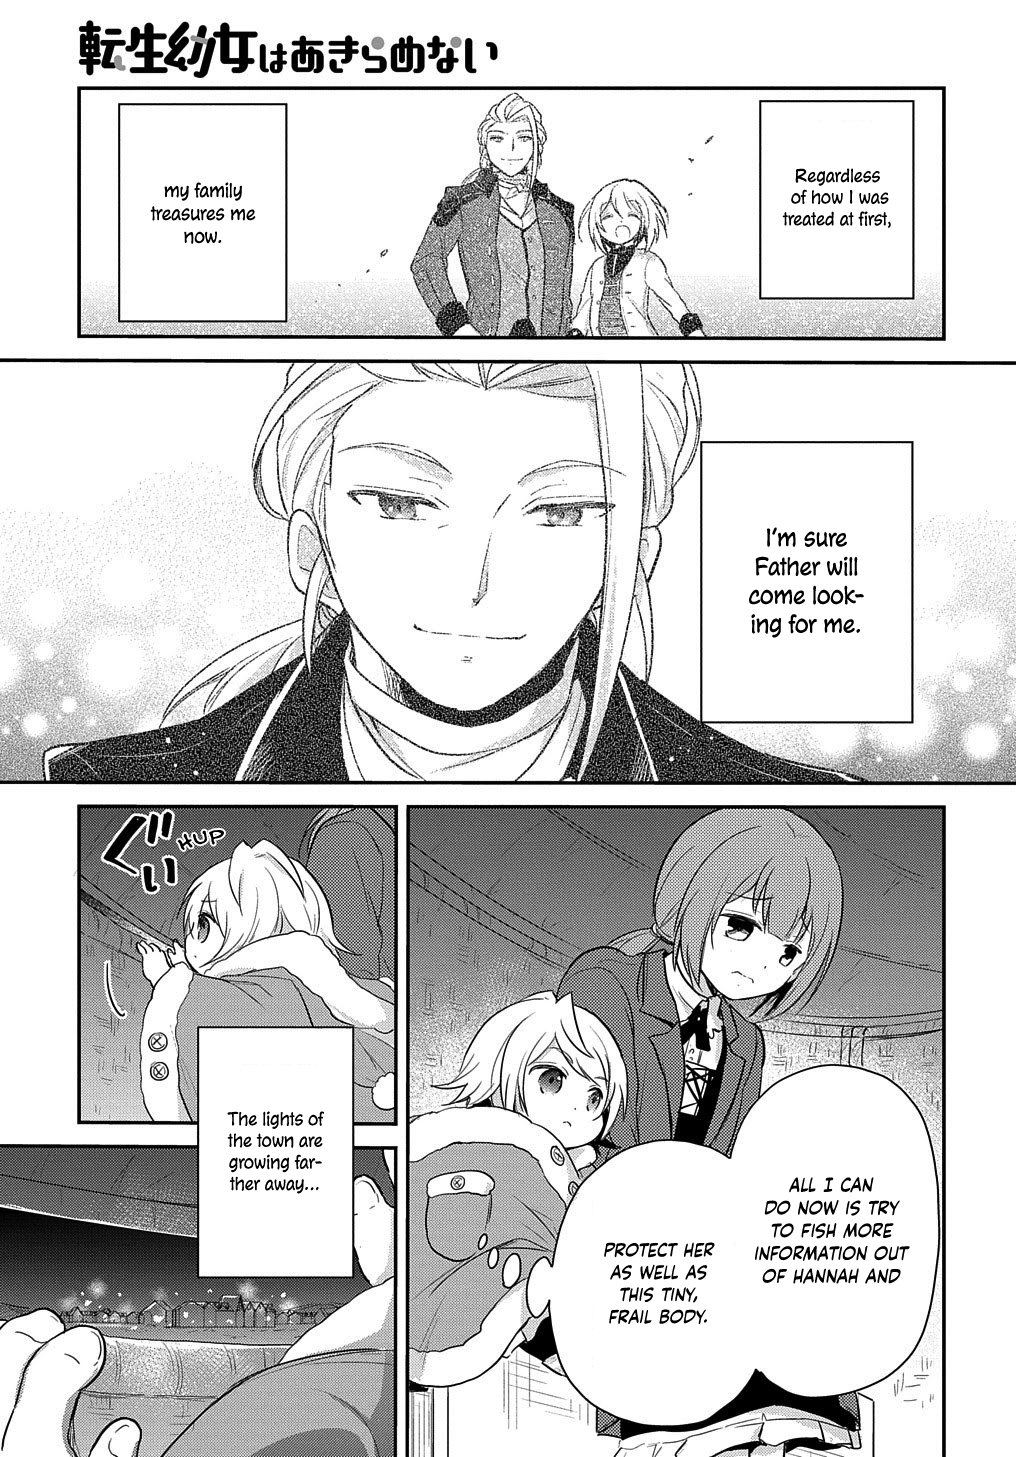 転生幼女はあきらめない
Regardless
of how I was
treated at first,
my family
treasures me
now.
I'm sure
Father will
come look-
ing for me.
ALL I CAN
DO NOW IS TRY
TO FISH MORE
INFORMATION OUT
OF HANNAH AND
PROTECT HER
AS WELL AS
THIS TINY,
FRAIL BODY.
ぐいっ
HUP
The lights of
the town are
growing far-
ther away...